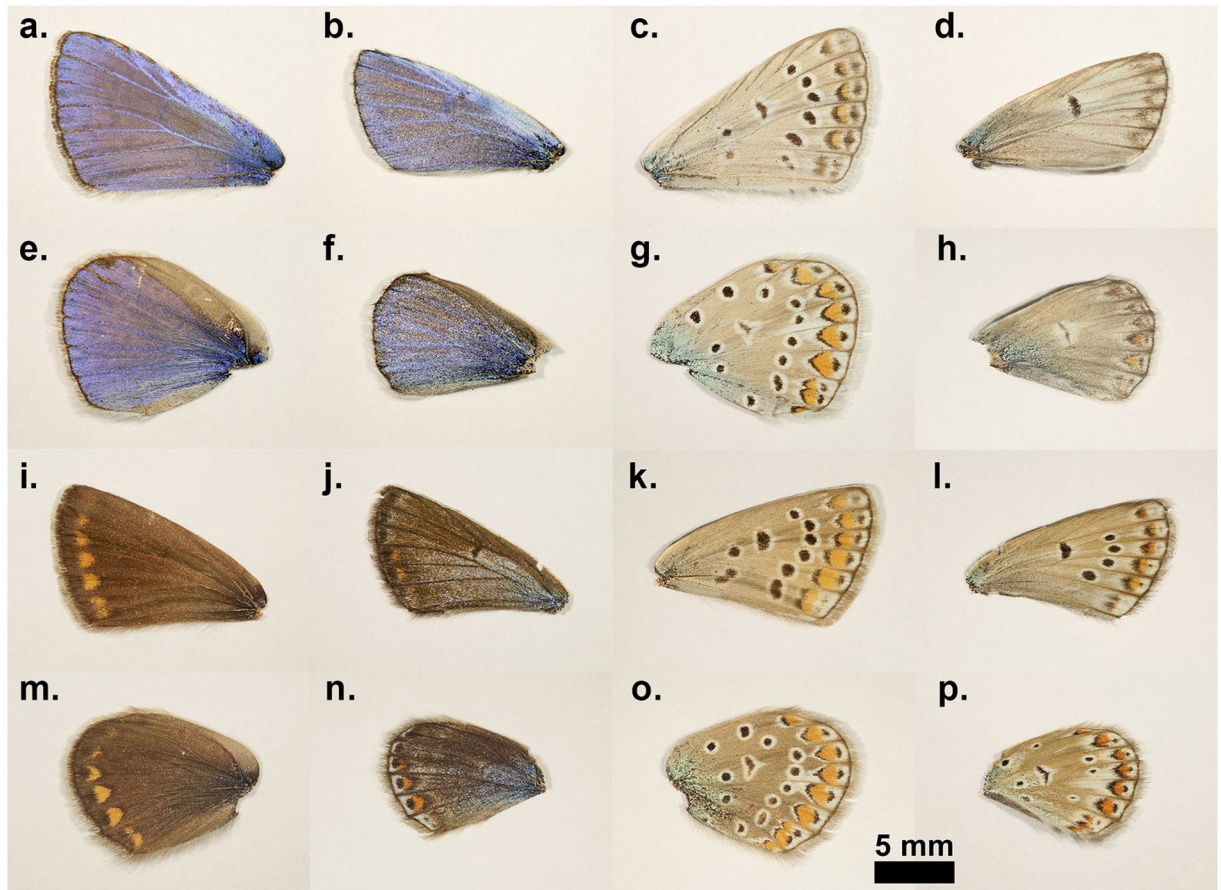 a. b. c. d.
e. f. g. h.
i. j. k. l.
m. n. o. p.
5 mm